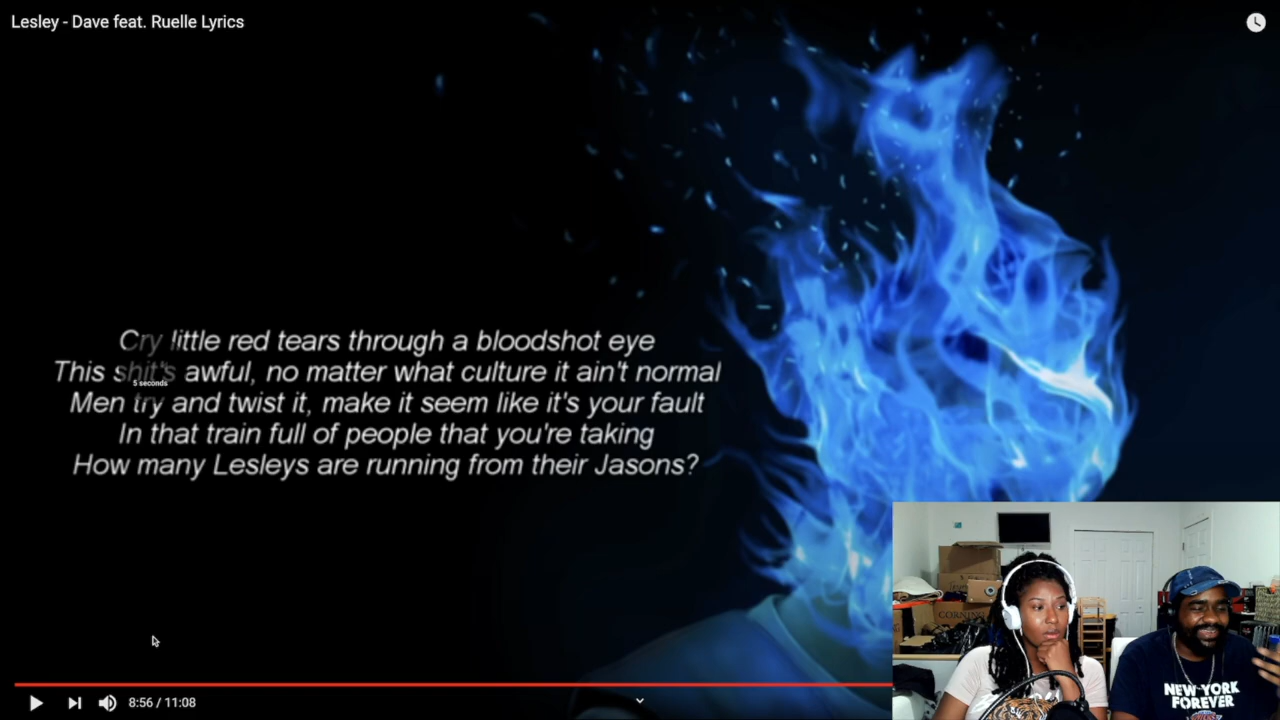 Lesley - Dave feat. Ruelle Lyrics
Cry little red tears through a bloodshot eye
This shit's awful, no matter what culture it ain't normal
5 seconds
Men try and twist it, make it seem like it's your fault
In that train full of people that you're taking
How many Lesleys are running from their Jasons?
CORNING
NEW YORK
FOREVER
8:56 / 11:08